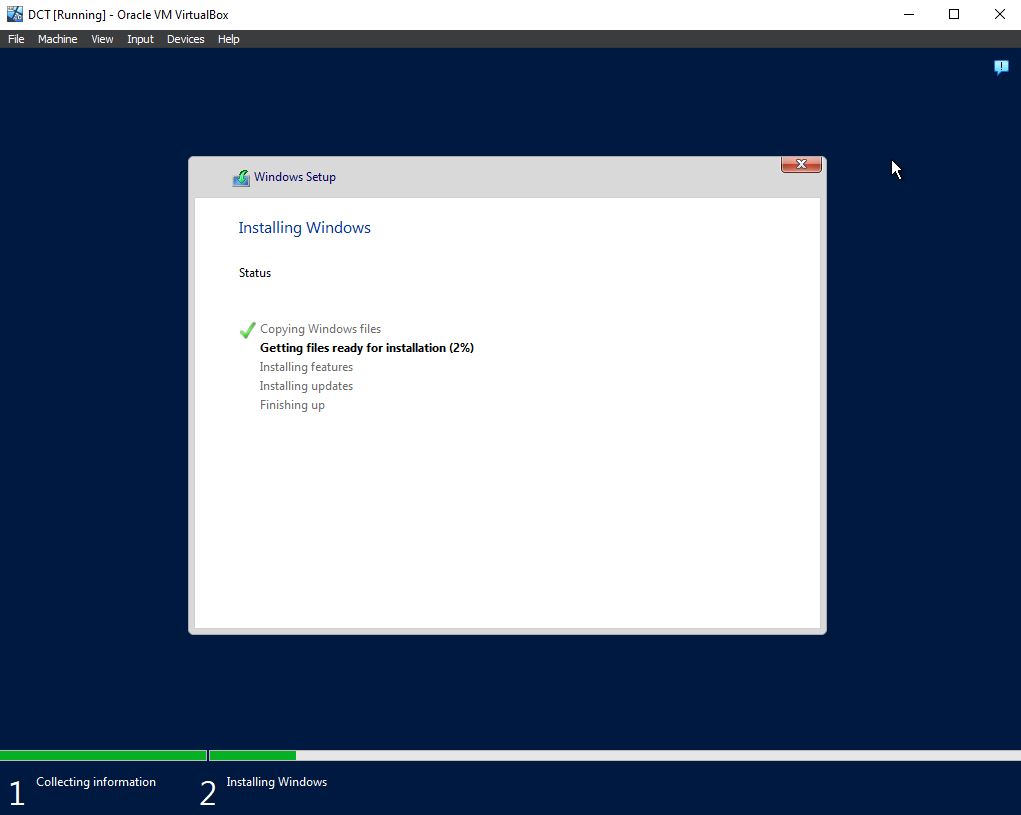 DCT [Running] - Oracle VM VirtualBox
File Machine View Input Devices Help
Windows Setup
Installing Windows
Status
Copying Windows files
Getting files ready for installation (2%)
Installing features
Installing updates
Finishing up
1 Collecting information 2 Installing Windows